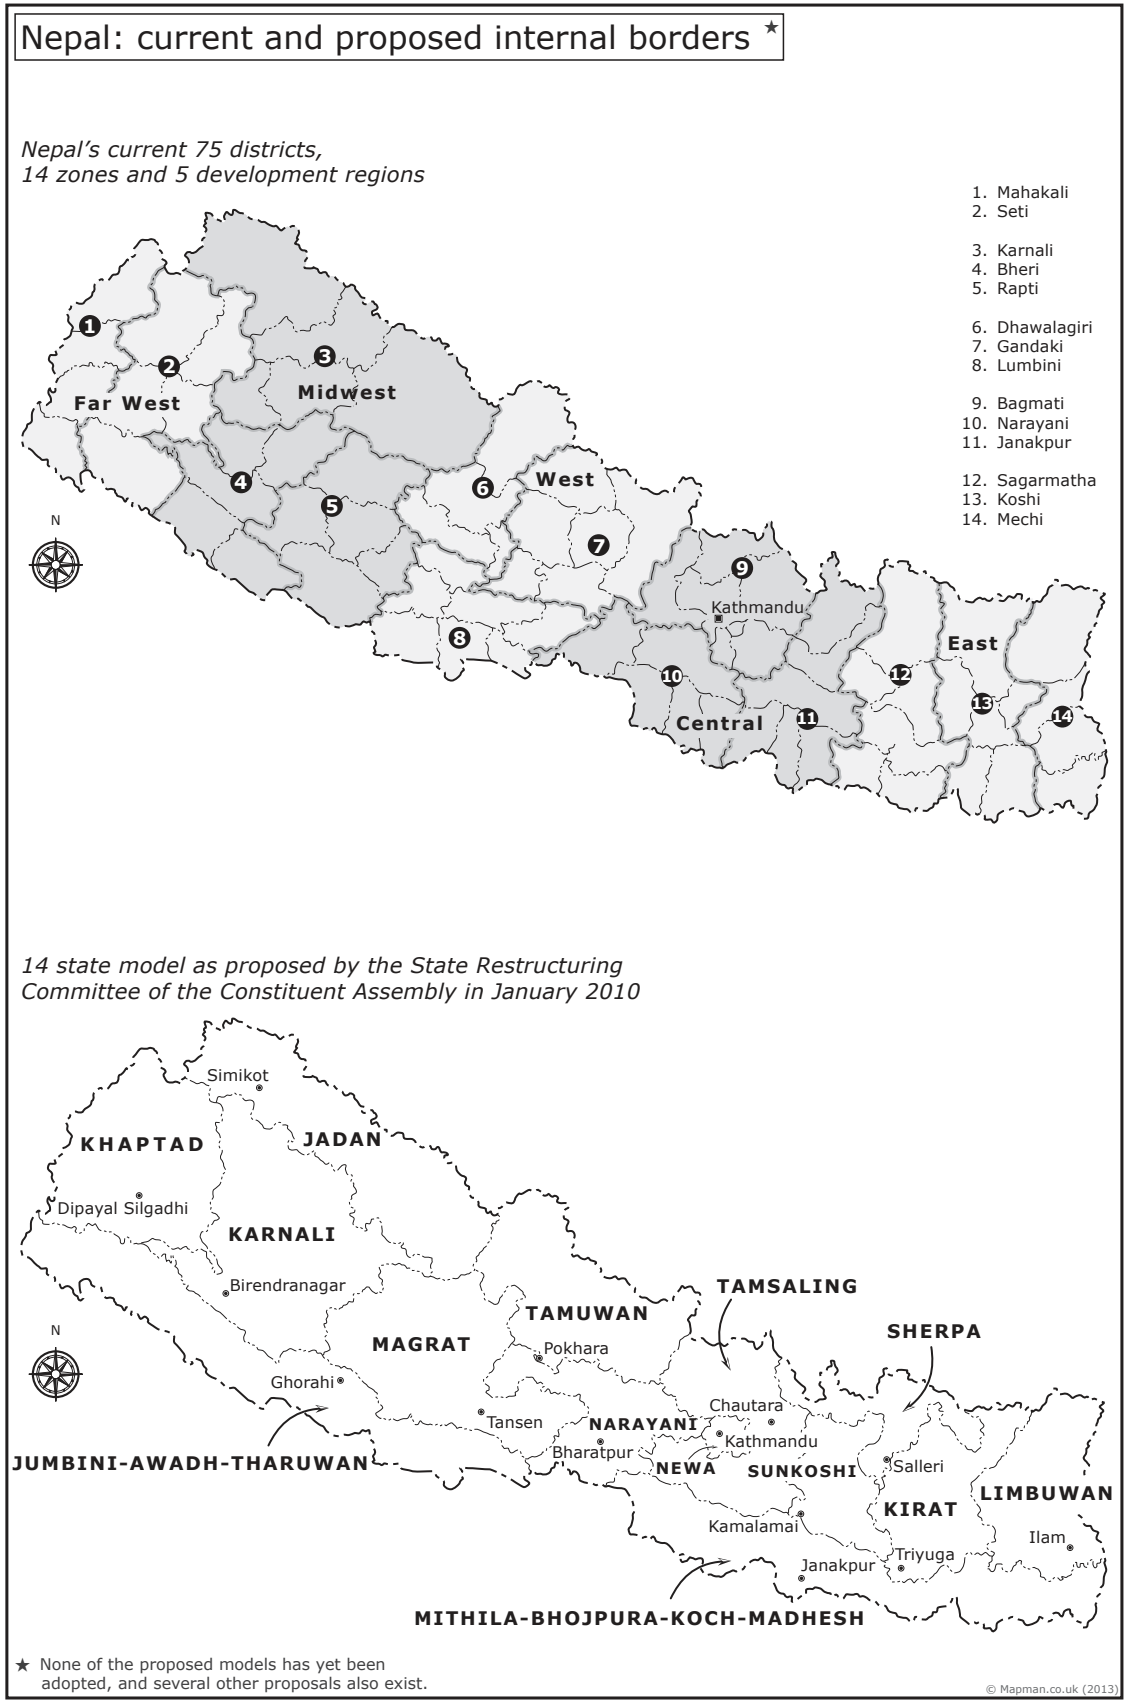 Nepal: current and proposed internal borders ★
Nepal’s current 75 districts,
14 zones and 5 development regions
1. Mahakali
2. Seti
3. Karnali
4. Bheri
5. Rapti
6. Dhawalagiri
7. Gandaki
8. Lumbini
9. Bagmati
10. Narayani
11. Janakpur
12. Sagarmatha
13. Koshi
14. Mechi
1
2
3
Midwest
Far West
4
5
6
West
7
N
9
Kathmandu
8
East
10
12
13
14
Central
11
14 state model as proposed by the State Restructuring
Committee of the Constituent Assembly in January 2010
Simikot
KHAPTAD
JADAN
Dipayal Silgadhi
KARNALI
Birendranagar
TAMSALING
TAMUWAN
SHERPA
N
MAGRAT
Pokhara
Ghorahi
Chautara
Tansen
NARAYANI
Kathmandu
Bharatpur
JUMBINI-AWADH-THARUWAN
NEWA
SUNKOSHI
Salleri
LIMBUWAN
KIRAT
Kamalamai
Ilam
Triyuga
Janakpur
MITHILA-BHOJPURA-KOCH-MADHESH
★ None of the proposed models has yet been
adopted, and several other proposals also exist.
© Mapman.co.uk (2013)